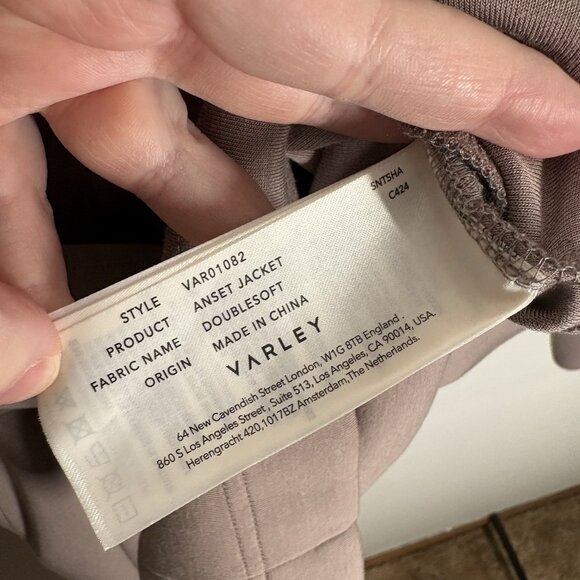 SNTSHA
C424
STYLE VAR01082
PRODUCT ANSET JACKET
FABRIC NAME DOUBLESOFT
ORIGIN MADE IN CHINA
VARLEY
64 New Cavendish Street London, W1G 8TB England .
860 S Los Angeles Street , Suite 513, Los Angeles, CA 90014, USA.
Herengracht 420,1017BZ Amsterdam,The Netherlands.